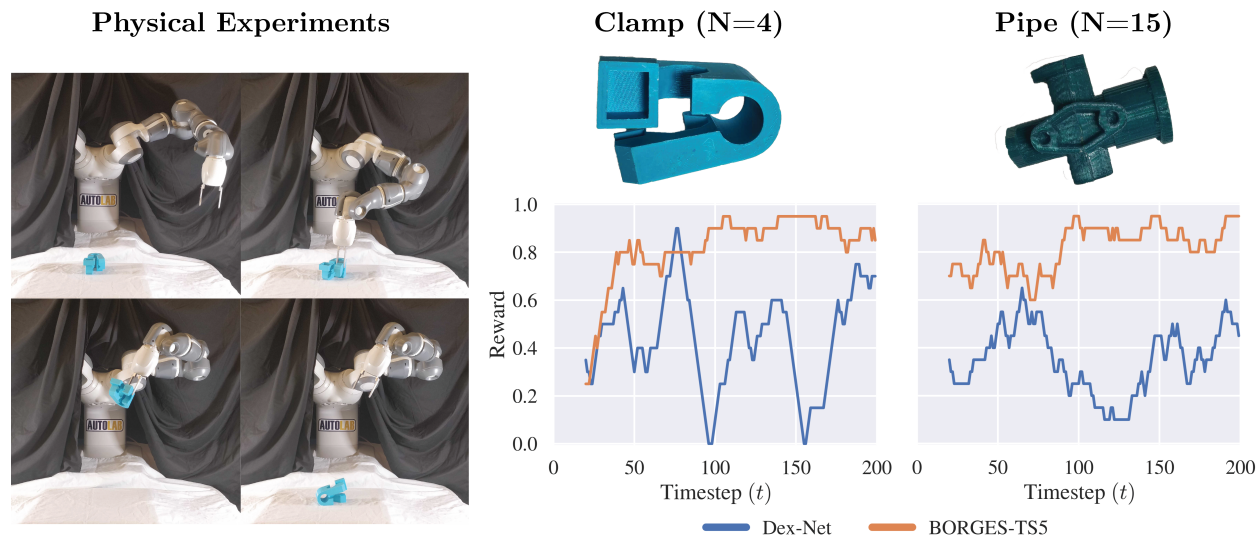 Physical Experiments
Clamp (N=4)
Pipe (N=15)
AUTOLAB
AUTOLAB
AUTOLAB
AUTOLAB
Reward
1.0
0.8
0.6
0.4
0.2
0.0
0 50 100 150 200
0 50 100 150 200
Timestep (t)
Timestep (t)
Dex-Net
BORGES-TS5